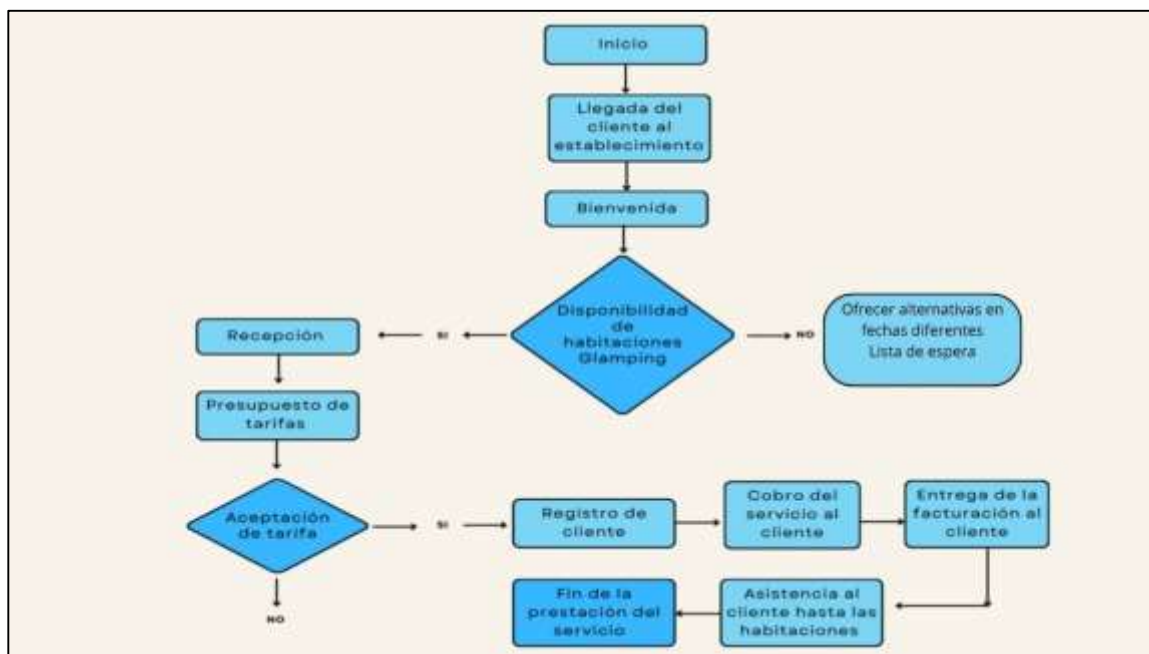 Inicio
Llegada del
cliente al
establecimiento
Bienvenida
Disponibilidad
de
habitaciones
Glamping
SI
NO
Ofrecer alternativas en
fechas diferentes
Lista de espera
Recepción
Presupuesto de
tarifas
Aceptación
de tarifa
SI
NO
Registro de
cliente
Cobro del
servicio al
cliente
Entrega de la
facturación al
cliente
Asistencia al
cliente hasta las
habitaciones
Fin de la
prestación del
servicio